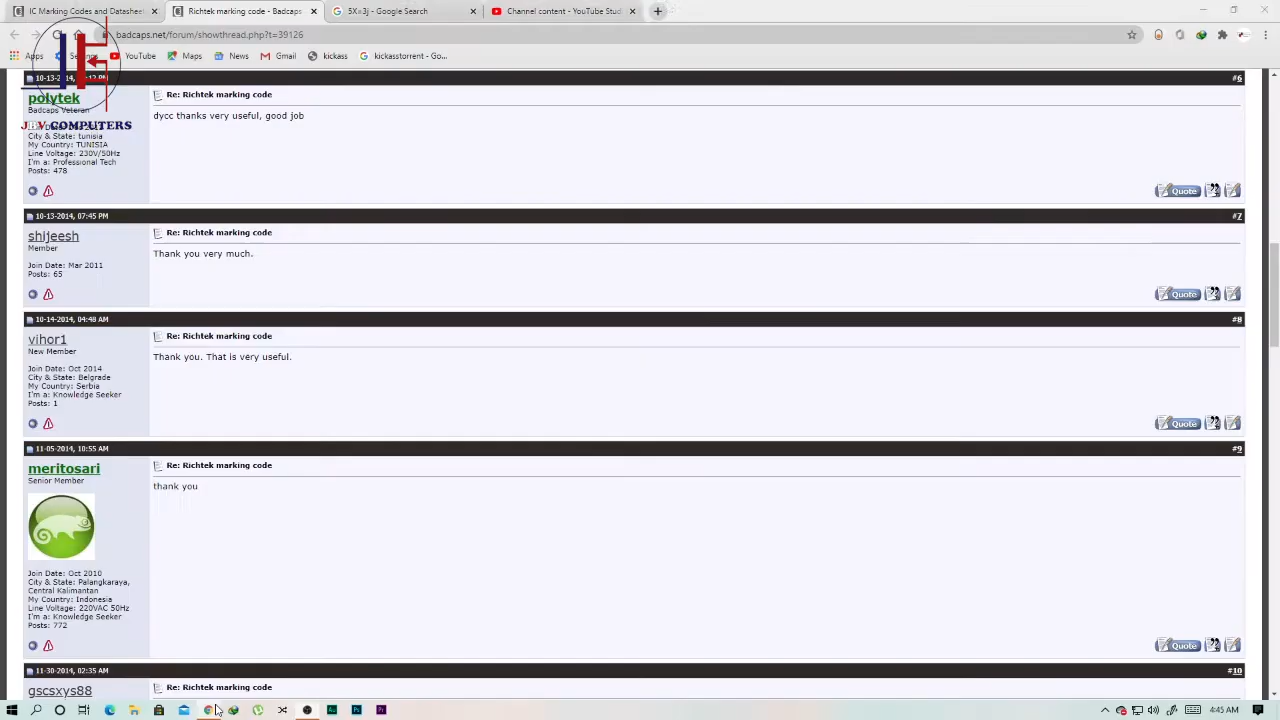 IC Marking Codes and Datasheet
Richtek marking code - Badcaps
5X=3J - Google Search
Channel content - YouTube Stud
badcaps.net/forum/showthread.php?t=39126
Apps
YouTube
Maps
News
Gmail
kickass
kickasstorrent - Go...
JBV COMPUTERS
#6
polytek
Badcaps Veteran
City & State: tunisia
My Country: TUNISIA
Line Voltage: 230V/50Hz
I'm a: Professional Tech
Posts: 478
Re: Richtek marking code
dycc thanks very useful, good job
Quote
10-13-2014, 07:45 PM
#7
shijeesh
Member
Join Date: Mar 2011
Posts: 65
Re: Richtek marking code
Thank you very much.
Quote
10-14-2014, 04:48 AM
#8
vihor1
New Member
Join Date: Oct 2014
City & State: Belgrade
My Country: Serbia
I'm a: Knowledge Seeker
Posts: 1
Re: Richtek marking code
Thank you. That is very useful.
Quote
11-05-2014, 10:55 AM
#9
meritosari
Senior Member
Join Date: Oct 2010
City & State: Palangkaraya,
Central Kalimantan
My Country: Indonesia
Line Voltage: 220VAC 50Hz
I'm a: Knowledge Seeker
Posts: 772
Re: Richtek marking code
thank you
Quote
11-30-2014, 02:35 AM
#10
gscsxys88
Re: Richtek marking code
4:45 AM